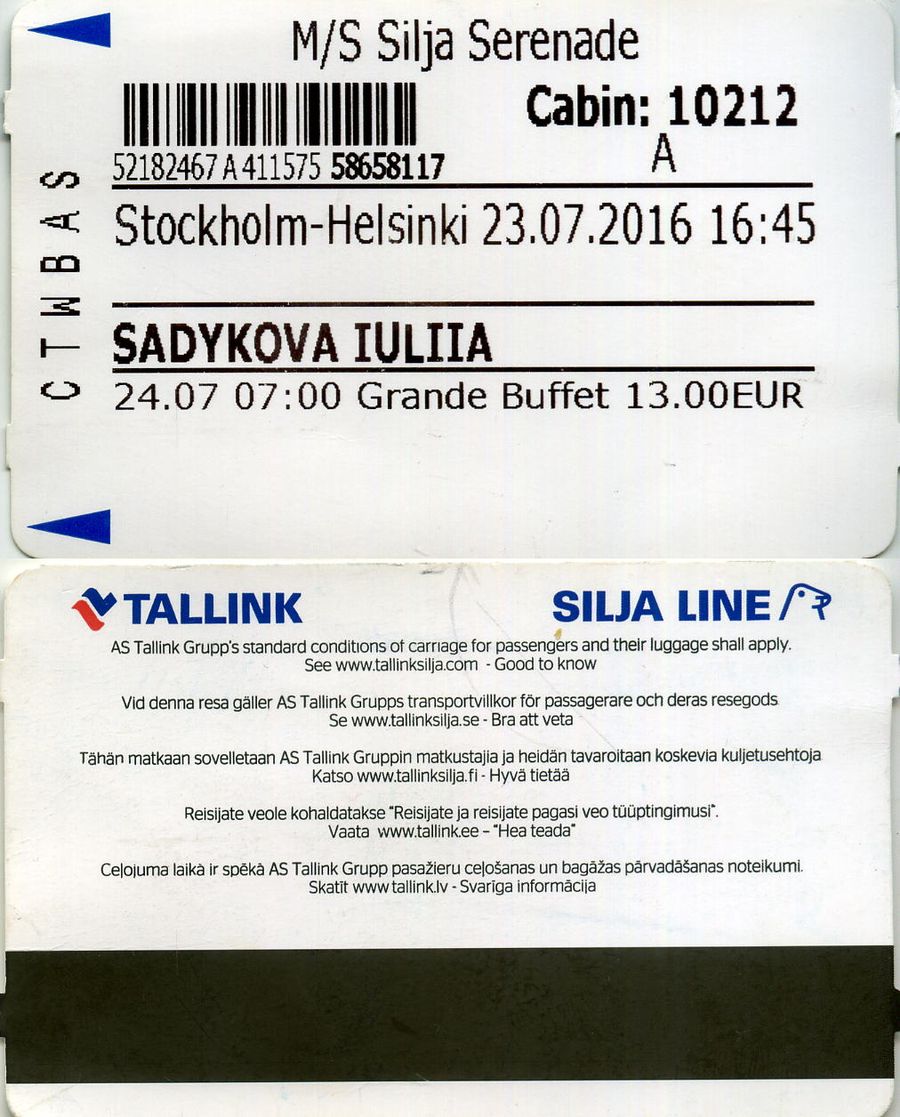 M/S Silja Serenade
Cabin: 10212
A
52182467 A 411575 58658117
Stockholm-Helsinki 23.07.2016 16:45
SADYKOVA IULIIA
24.07 07:00 Grande Buffet 13.00EUR
CTWBAS
TALLINK SILJA LINE
AS Tallink Grupp's standard conditions of carriage for passengers and their luggage shall apply.
See www.tallinksilja.com - Good to know
Vid denna resa gäller AS Tallink Grupps transportvillkor för passagerare och deras resegods
Se www.tallinksilja.se - Bra att veta
Tähän matkaan sovelletaan AS Tallink Gruppin matkustajia ja heidän tavaroitaan koskevia kuljetusehtoja
Katso www.tallinksilja.fi - Hyvä tietää
Reisijate veole kohaldatakse "Reisijate ja reisijate pagasi veo tüüptingimusi".
Vaata www.tallink.ee – "Hea teada"
Ceļojuma laikā ir spēkā AS Tallink Grupp pasažieru ceļošanas un bagāžas pārvadāšanas noteikumi.
Skatīt www.tallink.lv - Svarīga informācija